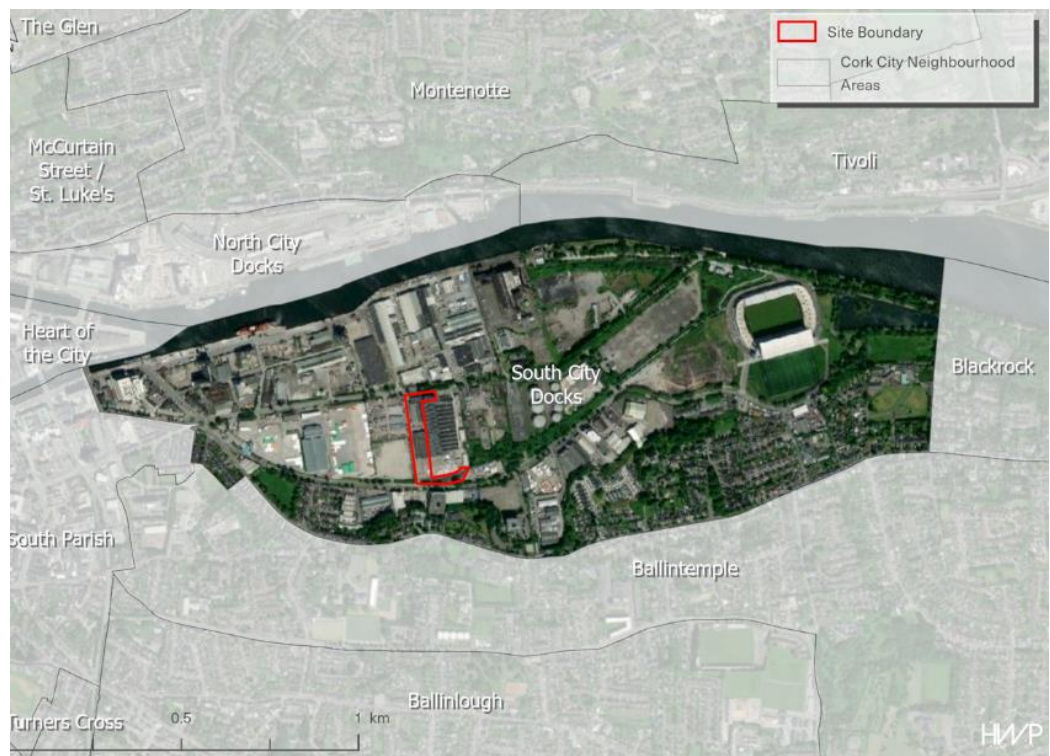 The Glen
Site Boundary
Cork City Neighbourhood
Areas
Montenotte
McCurtain
Street /
St. Luke's
Tivoli
North City
Docks
Heart of
the City
South City
Docks
Blackrock
South Parish
Ballintemple
Ballinlough
Turners Cross
0.5
1 km
HWP